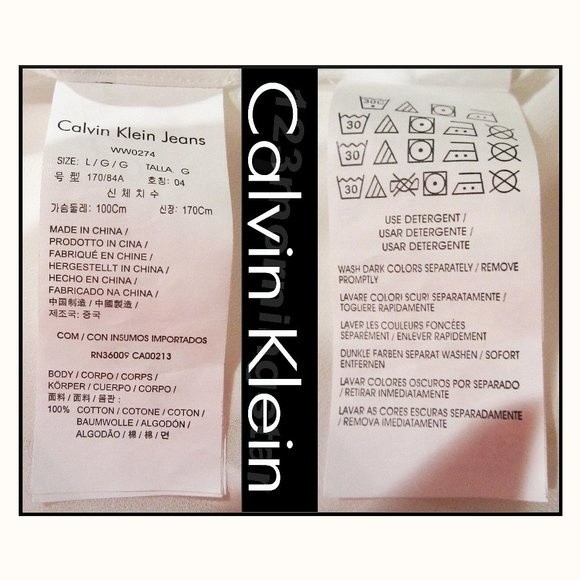 Calvin Klein Jeans
WW0274
SIZE: L / G / G TALLA G
号 型 170/84A 호칭: 04
신 체 치 수
가슴둘레: 100Cm 신장: 170Cm
MADE IN CHINA /
PRODOTTO IN CINA /
FABRIQUÉ EN CHINE /
HERGESTELLT IN CHINA /
HECHO EN CHINA /
FABRICADO NA CHINA /
中国制造 / 中國製造 /
제조국: 중국
COM / CON INSUMOS IMPORTADOS
RN36009 CA00213
BODY / CORPO / CORPS /
KÖRPER / CUERPO / CORPO /
面料 / 面料 / 몸판 :
100% COTTON / COTONE / COTON /
BAUMWOLLE / ALGODÓN /
ALGODÃO / 棉 / 棉 / 면
Calvin Klein
30C
30
30
30
USE DETERGENT /
USAR DETERGENTE /
USAR DETERGENTE
WASH DARK COLORS SEPARATELY / REMOVE
PROMPTLY
LAVARE COLORI SCURI SEPARATAMENTE /
TOGLIERE RAPIDAMENTE
LAVER LES COULEURS FONCÉES
SEPARÉMENT / ENLEVER RAPIDEMENT
DUNKLE FARBEN SEPARAT WASHEN / SOFORT
ENTFERNEN
LAVAR COLORES OSCUROS POR SEPARADO
/ RETIRAR INMEDIATAMENTE
LAVAR AS CORES ESCURAS SEPARADAMENTE
/ REMOVA IMEDIATAMENTE